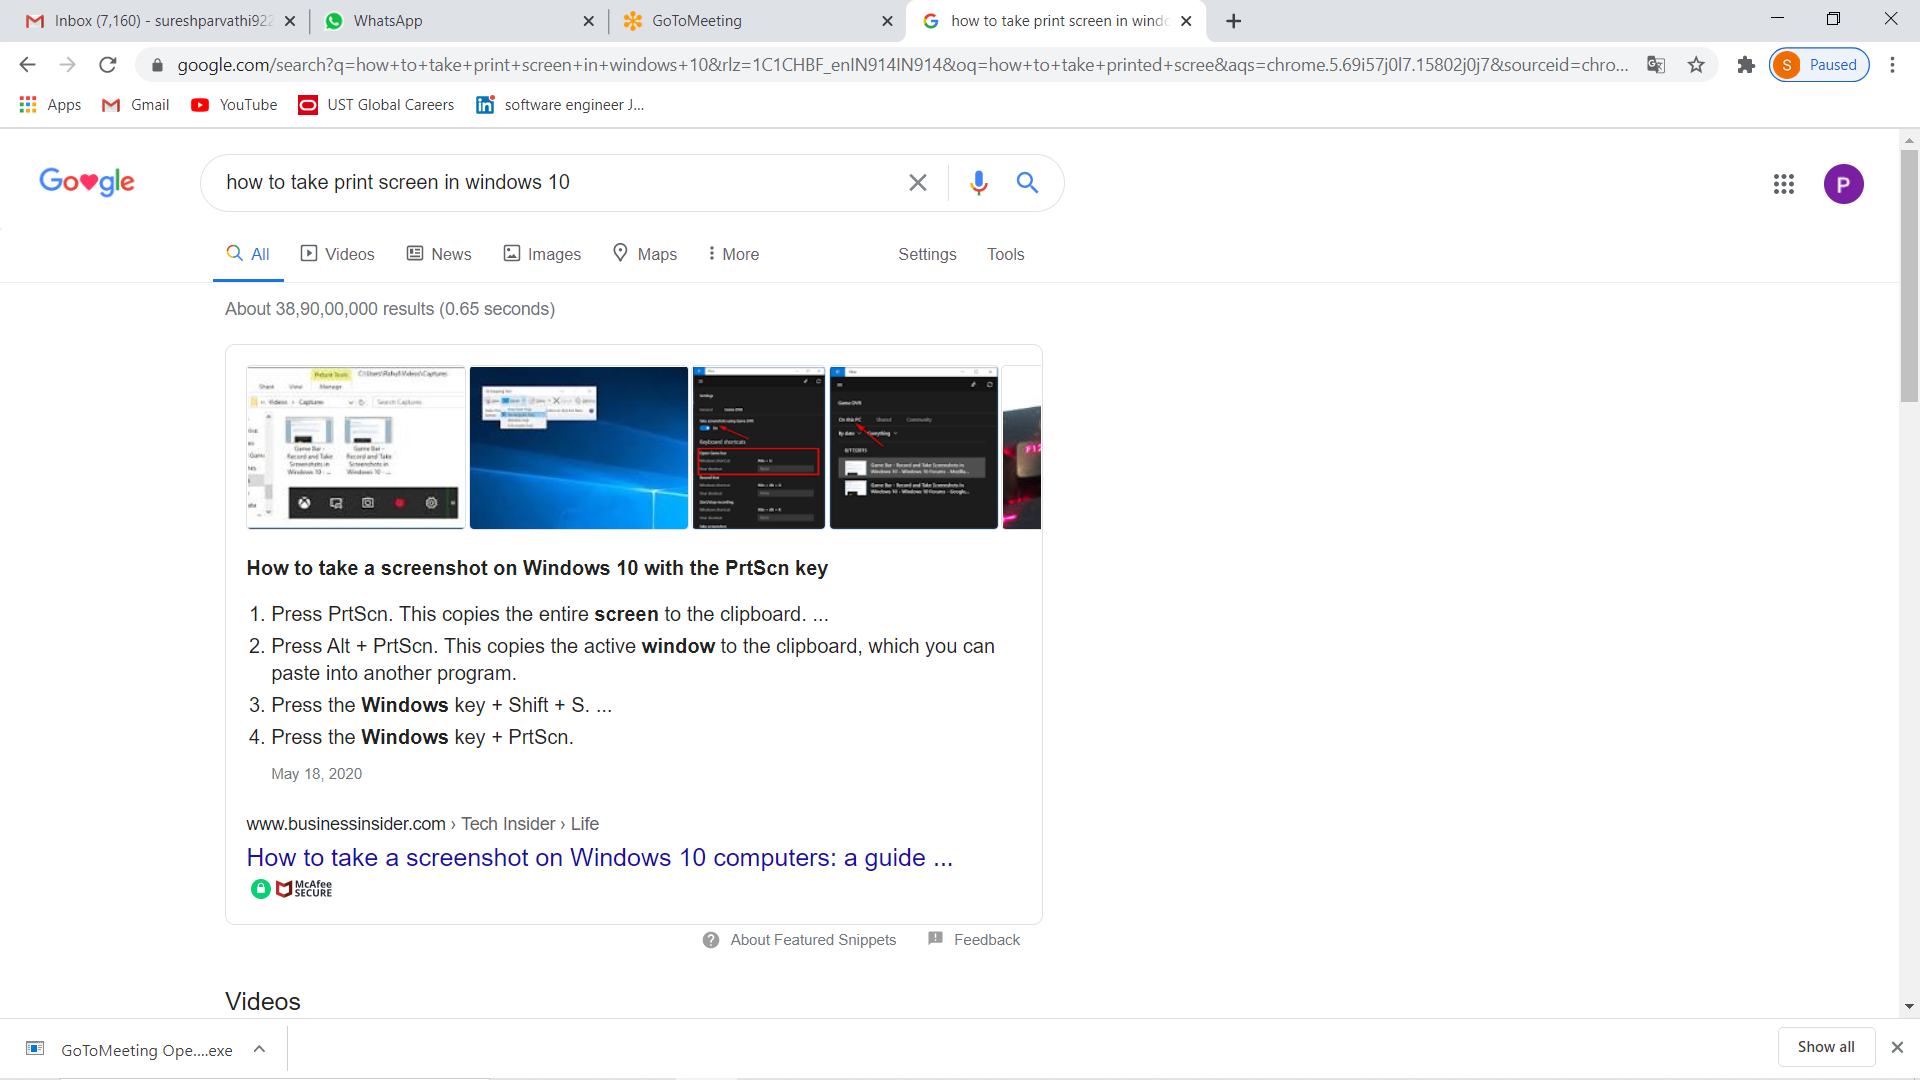 Inbox (7,160) - sureshparvathi922
WhatsApp
GoToMeeting
how to take print screen in windo
google.com/search?q=how+to+take+print+screen+in+windows+10&rlz=1C1CHBF_enIN914IN914&oq=how+to+take+printed+scree&aqs=chrome.5.69i57j0l7.15802j0j7&sourceid=chro...
S Paused
Apps Gmail YouTube UST Global Careers software engineer J...
Google
how to take print screen in windows 10
P
All Videos News Images Maps More Settings Tools
About 38,90,00,000 results (0.65 seconds)
How to take a screenshot on Windows 10 with the PrtScn key
1. Press PrtScn. This copies the entire screen to the clipboard. ...
2. Press Alt + PrtScn. This copies the active window to the clipboard, which you can
paste into another program.
3. Press the Windows key + Shift + S. ...
4. Press the Windows key + PrtScn.
May 18, 2020
www.businessinsider.com › Tech Insider › Life
How to take a screenshot on Windows 10 computers: a guide ...
McAfee
SECURE
About Featured Snippets Feedback
Videos
GoToMeeting Ope....exe
Show all